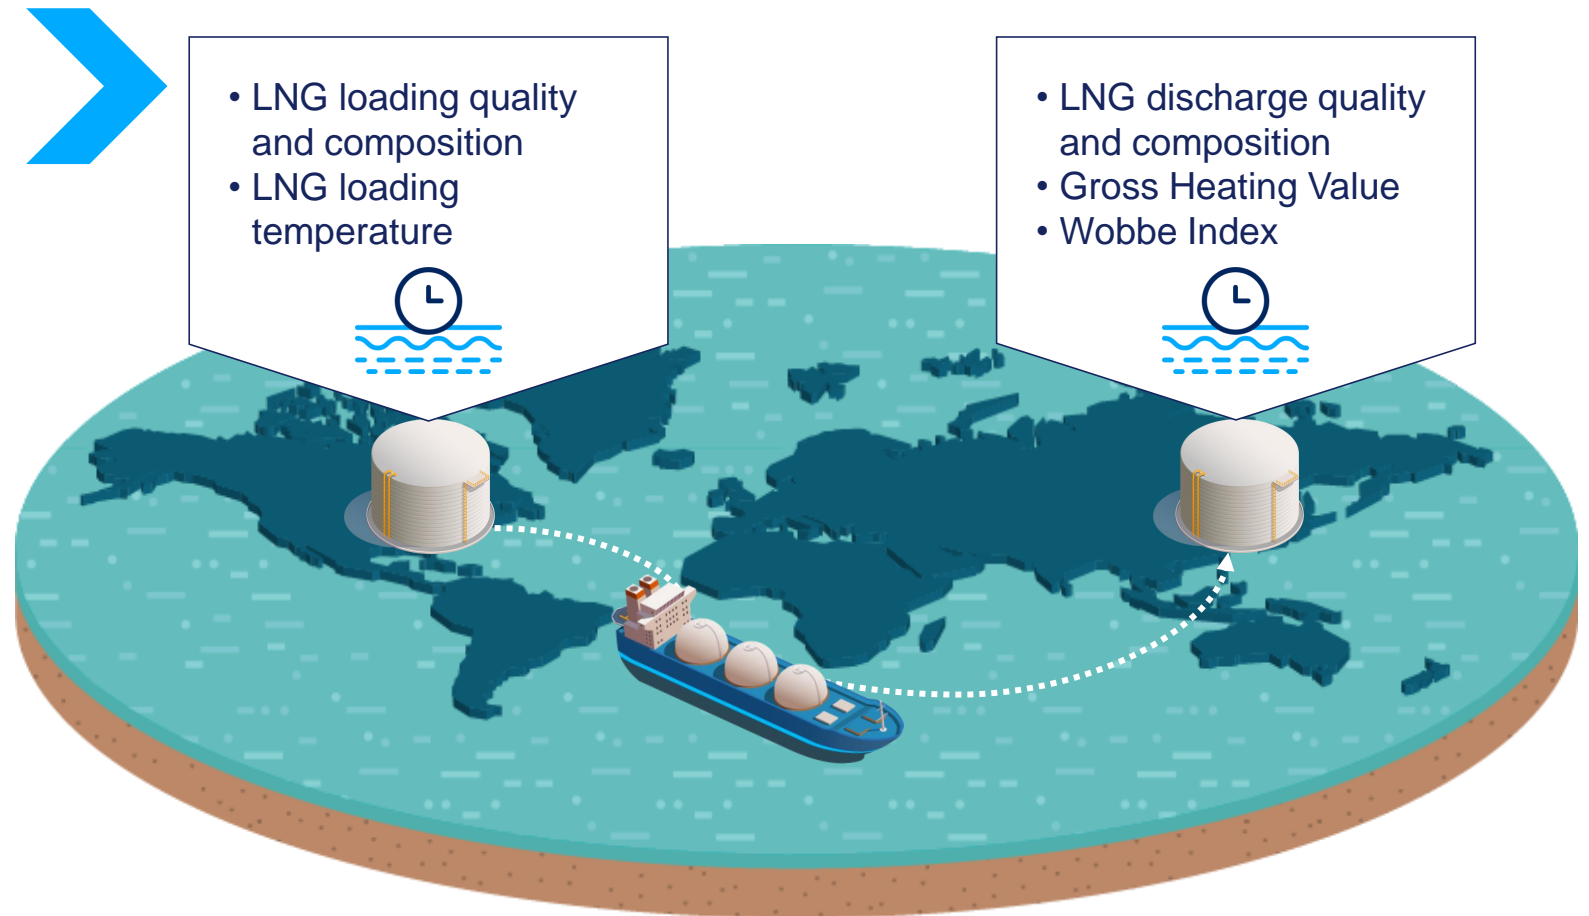 • LNG loading quality
and composition
• LNG loading
temperature
• LNG discharge quality
and composition
• Gross Heating Value
• Wobbe Index